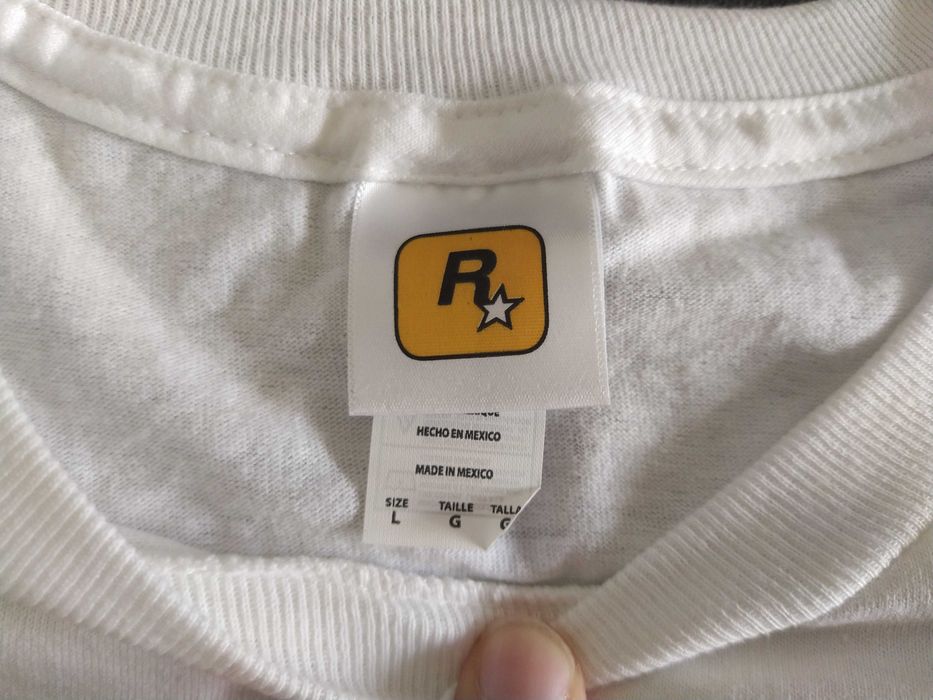 R
HECHO EN MEXICO
MADE IN MEXICO
SIZE TAILLE TALLA
L G G